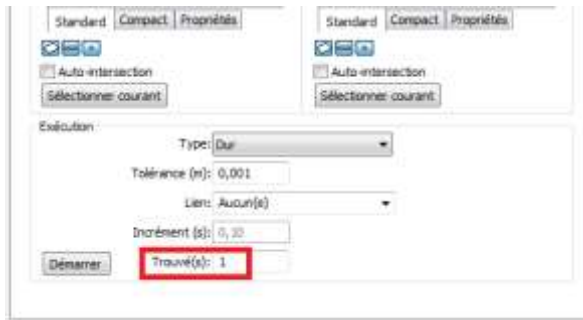 Standard Compact Propriétés Standard Compact Propriétés
Auto-intersection Auto-intersection
Sélectionner courant Sélectionner courant
Exécution
Type: Dur
Tolérance (m): 0,001
Lien: Aucun(e)
Incrément (s): 0,10
Démarrer Trouvé(s): 1